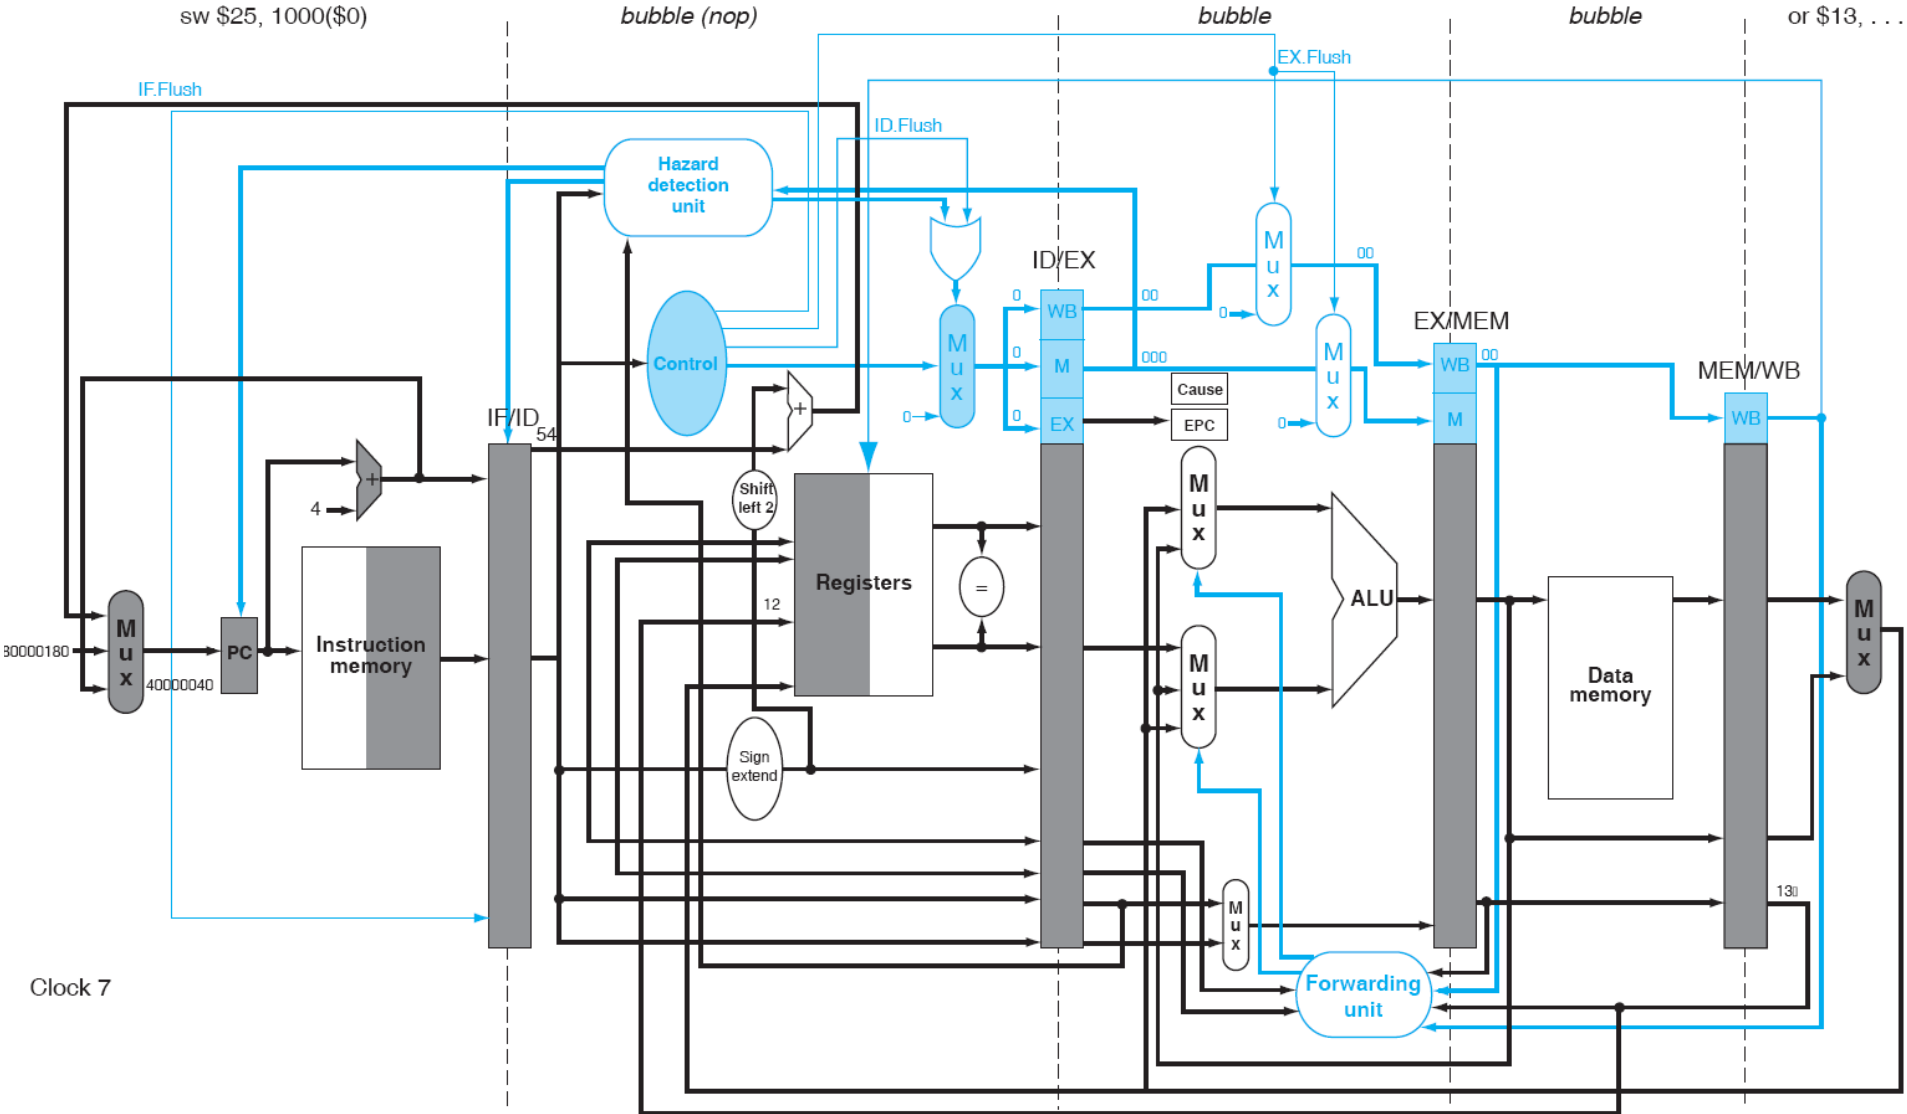 sw $25, 1000($0)
bubble (nop)
bubble
bubble
or $13, . . .
EX.Flush
IF.Flush
ID.Flush
Hazard
detection
unit
M
u
x
00
ID/EX
0
WB
00
0
M
u
x
EX/MEM
M
u
x
0
M
000
WB
00
Control
MEM/WB
Cause
0
0
EX
EPC
0
M
WB
IF/ID
54
+
+
4
Shift
left 2
M
u
x
Registers
=
ALU
12
M
u
x
M
u
x
M
u
x
80000180
PC
Instruction
memory
40000040
Data
memory
Sign
extend
13
M
u
x
Forwarding
unit
Clock 7